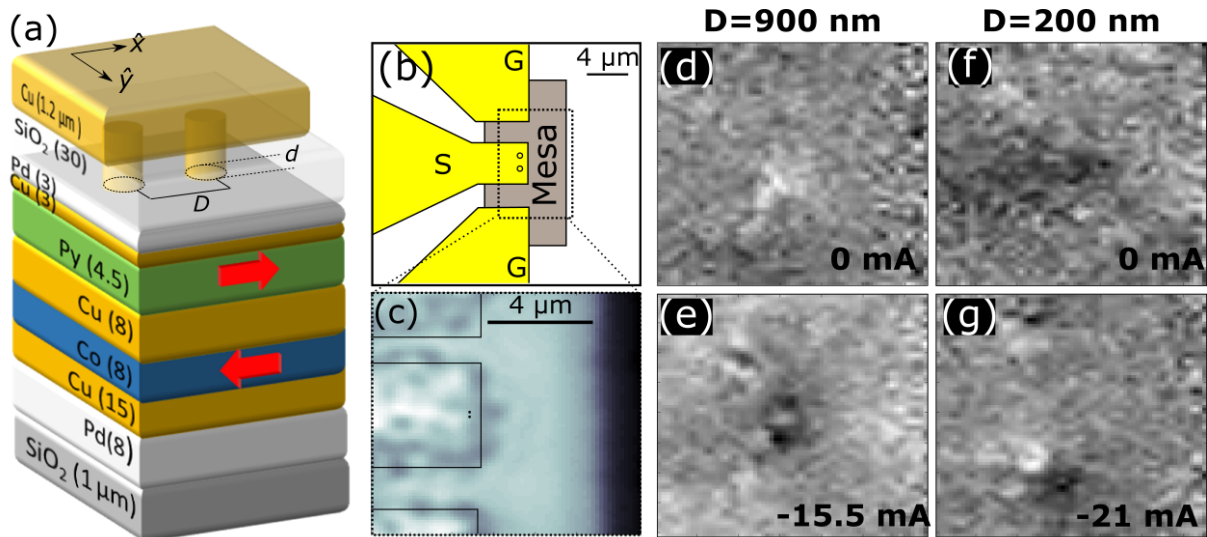 (a)
x̂
ŷ
Cu (1.2 µm)
SiO₂ (30)
d
Pd (3)
Cu (3)
D
Py (4.5)
Cu (8)
Co (8)
Cu (15)
Pd(8)
SiO₂ (1 µm)
(b)
G
4 µm
S
Mesa
G
(c)
4 µm
D=900 nm
D=200 nm
(d)
0 mA
(f)
0 mA
(e)
-15.5 mA
(g)
-21 mA